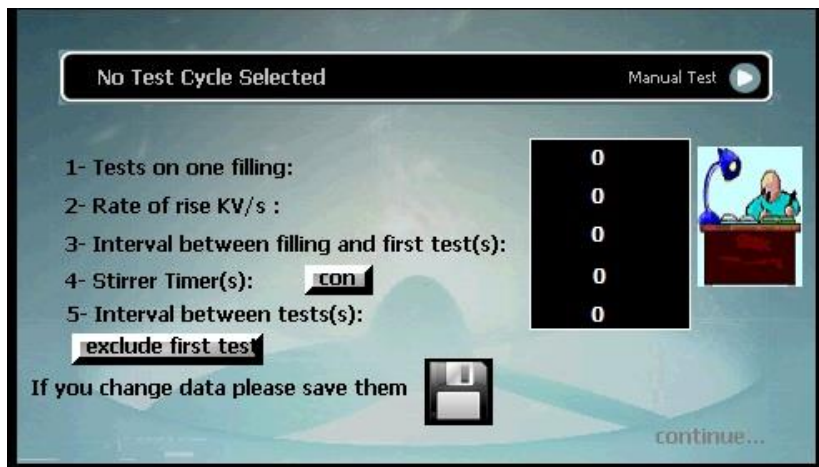 No Test Cycle Selected Manual Test
1- Tests on one filling: 0
2- Rate of rise KV/s : 0
3- Interval between filling and first test(s): 0
4- Stirrer Timer(s): con 0
5- Interval between tests(s): 0
exclude first test
If you change data please save them
continue...